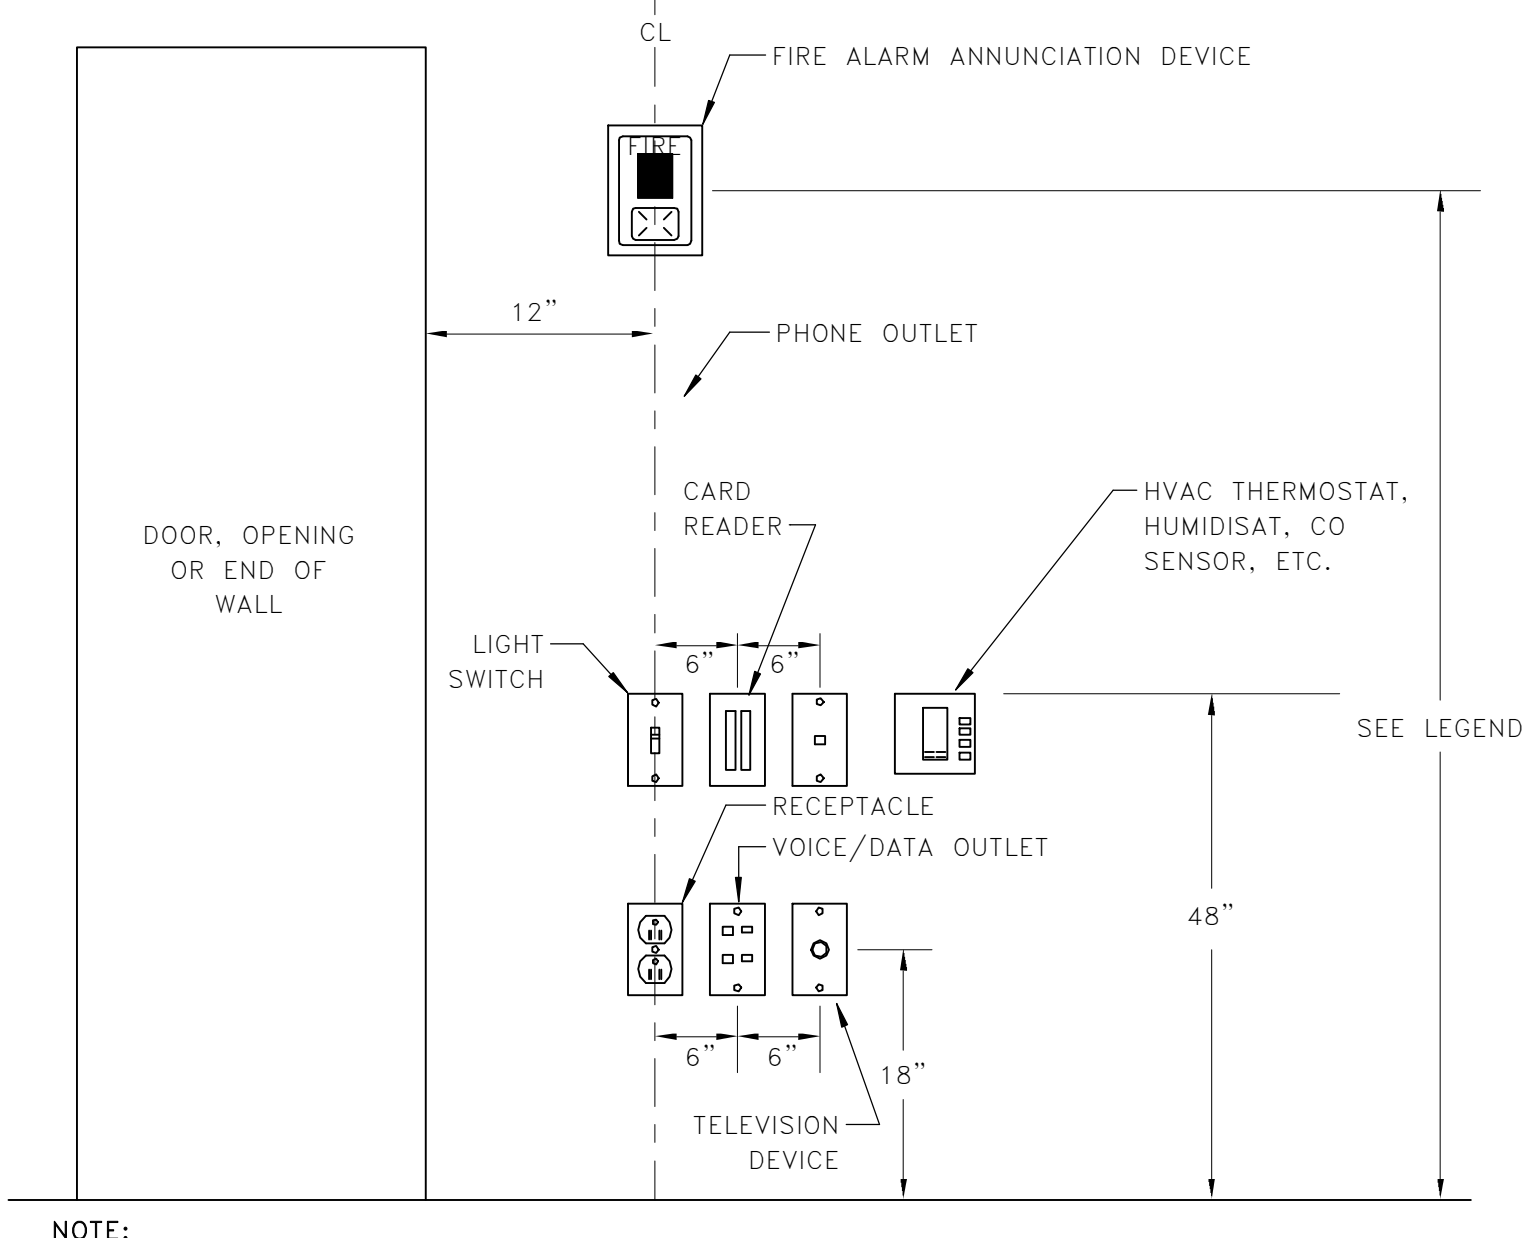 CL
FIRE ALARM ANNUNCIATION DEVICE
FIRE
12”
PHONE OUTLET
CARD
READER
HVAC THERMOSTAT,
HUMIDISAT, CO
SENSOR, ETC.
DOOR, OPENING
OR END OF
WALL
LIGHT
SWITCH
6”
6”
SEE LEGEND
RECEPTACLE
VOICE/DATA OUTLET
48”
6”
6”
18”
TELEVISION
DEVICE
NOTE: